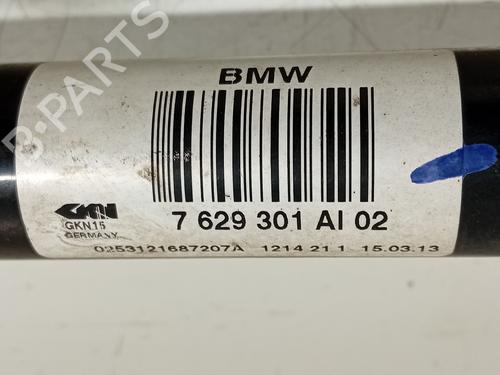 B-PARTS
BMW
7 629 301 AI 02
GKN
GKN15
GERMANY
0253121687207A 1214 21 1 15.03.13